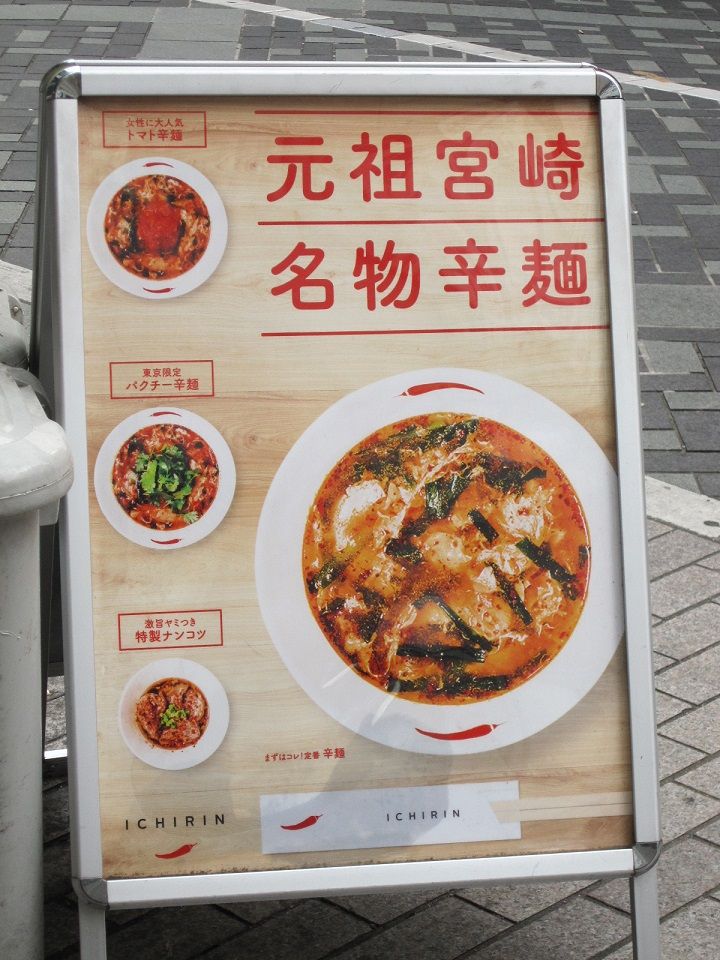 元祖宮崎
名物辛麺
女性に大人気
トマト辛麺
東京限定
パクチー辛麺
激旨ヤミつき
特製ナンコツ
まずはコレ!定番 辛麺
ICHIRIN
ICHIRIN